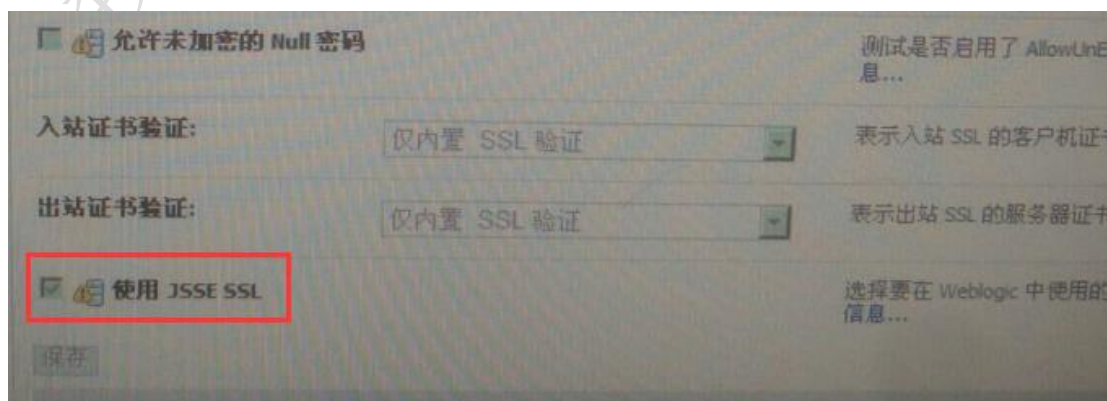 允许未加密的 Null 密码
测试是否启用了 AllowUnE
息...
入站证书验证:
仅内置 SSL 验证
表示入站 SSL 的客户机证书
出站证书验证:
仅内置 SSL 验证
表示出站 SSL 的服务器证书
使用 JSSE SSL
选择要在 Weblogic 中使用的
信息...
保存